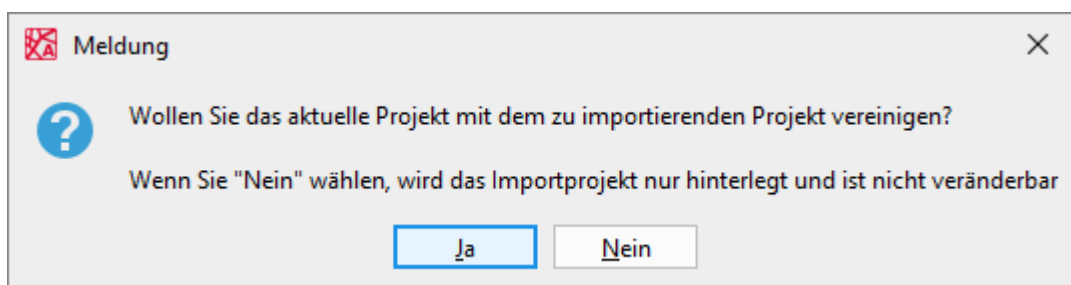 Meldung
Wollen Sie das aktuelle Projekt mit dem zu importierenden Projekt vereinigen?
Wenn Sie "Nein" wählen, wird das Importprojekt nur hinterlegt und ist nicht veränderbar
Ja
Nein